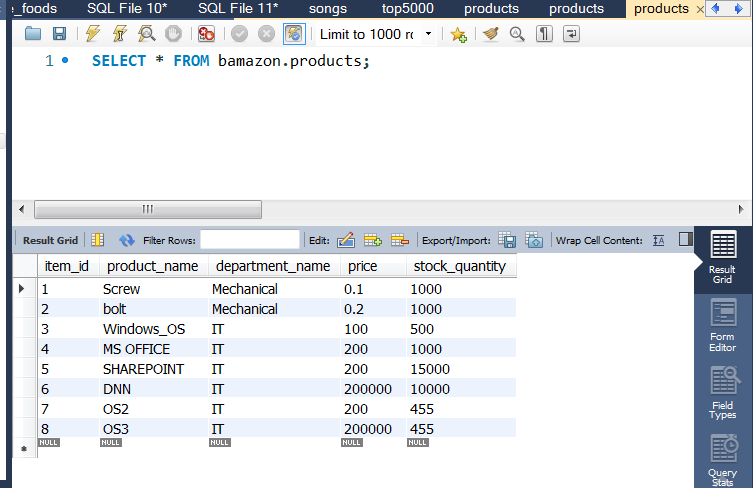 e_foods SQL File 10* SQL File 11* songs top5000 products products products
Limit to 1000 rc
1 SELECT * FROM bamazon.products;
Result Grid Filter Rows: Edit: Export/Import: Wrap Cell Content: IA
item_id product_name department_name price stock_quantity
1 Screw Mechanical 0.1 1000
2 bolt Mechanical 0.2 1000
3 Windows_OS IT 100 500
4 MS OFFICE IT 200 1000
5 SHAREPOINT IT 200 15000
6 DNN IT 200000 10000
7 OS2 IT 200 455
8 OS3 IT 200000 455
NULL NULL NULL NULL NULL
Result
Grid
Form
Editor
Field
Types
Query
Stats